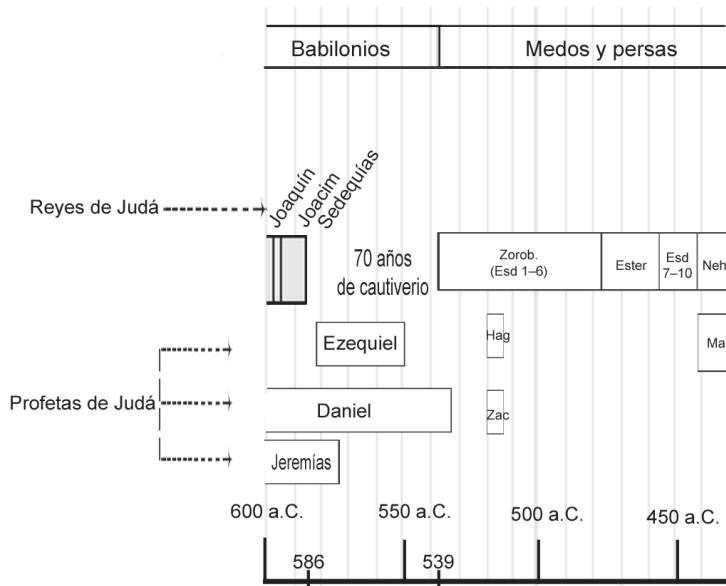 Babilonios
Medos y persas
Reyes de Judá
Joaquín
Joacim
Sedequías
70 años
de cautiverio
Zorob.
(Esd 1–6)
Ester
Esd
7–10
Neh
Ezequiel
Hag
Ma
Profetas de Judá
Daniel
Zac
Jeremías
600 a.C.
550 a.C.
500 a.C.
450 a.C.
586
539